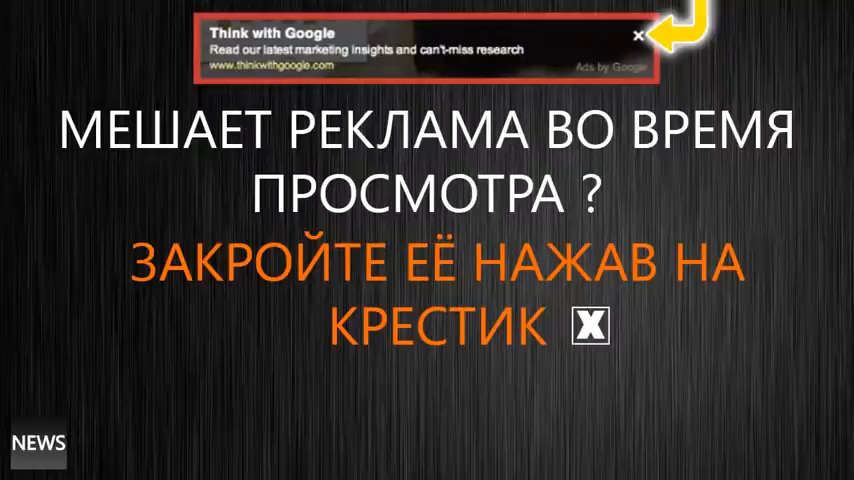 Think with Google
Read our latest marketing insights and can't-miss research
www.thinkwithgoogle.com
Ads by Google
МЕШАЕТ РЕКЛАМА ВО ВРЕМЯ
ПРОСМОТРА ?
ЗАКРОЙТЕ ЕЁ НАЖАВ НА
КРЕСТИК X
NEWS